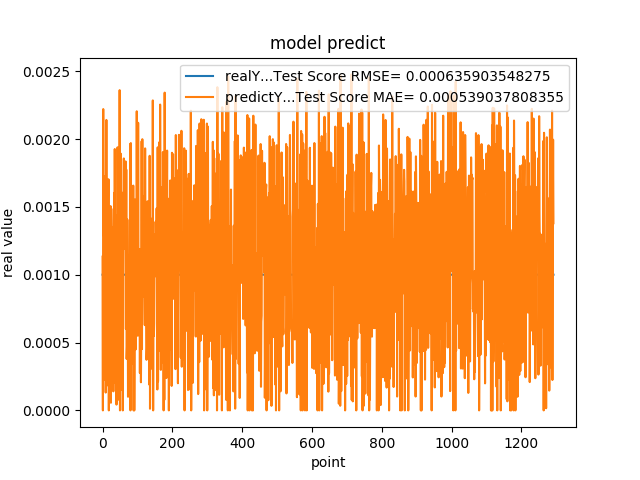 model predict
realY...Test Score RMSE= 0.000635903548275
predictY...Test Score MAE= 0.000539037808355
real value
0.0025
0.0020
0.0015
0.0010
0.0005
0.0000
0 200 400 600 800 1000 1200
point